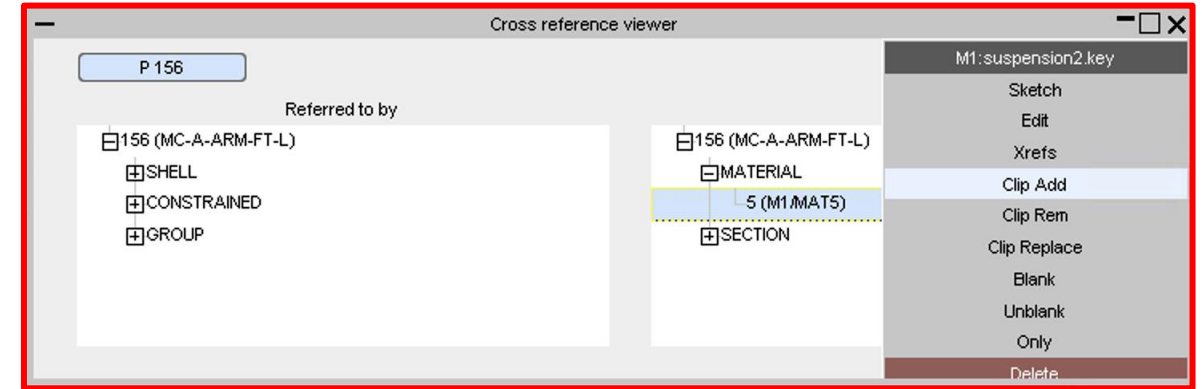 Cross reference viewer
P 156
Referred to by
156 (MC-A-ARM-FT-L)
SHELL
CONSTRAINED
GROUP
156 (MC-A-ARM-FT-L)
MATERIAL
5 (M1/MAT5)
SECTION
M1:suspension2.key
Sketch
Edit
Xrefs
Clip Add
Clip Rem
Clip Replace
Blank
Unblank
Only
Delete